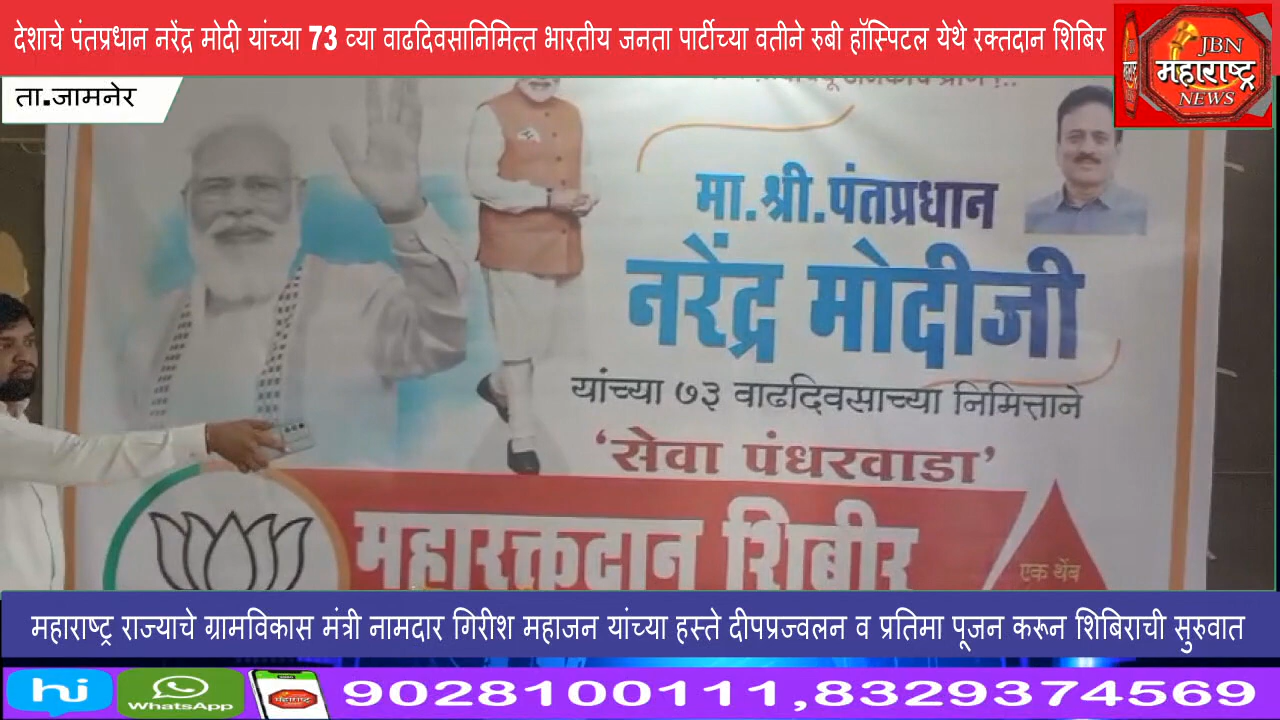 देशाचे पंतप्रधान नरेंद्र मोदी यांच्या 73 व्या वाढदिवसानिमित्त भारतीय जनता पार्टीच्या वतीने रुबी हॉस्पिटल येथे रक्तदान शिबिर
JBN
महाराष्ट्र
NEWS
ता.जामनेर
मा.श्री.पंतप्रधान
नरेंद्र मोदीजी
यांच्या ७३ वाढदिवसाच्या निमित्ताने
‘सेवा पंधरवाडा’
महारक्तदान शिबीर
एक थेंब
महाराष्ट्र राज्याचे ग्रामविकास मंत्री नामदार गिरीश महाजन यांच्या हस्ते दीपप्रज्वलन व प्रतिमा पूजन करून शिबिराची सुरुवात
hi
WhatsApp
महाराष्ट्र
9028100111,8329374569